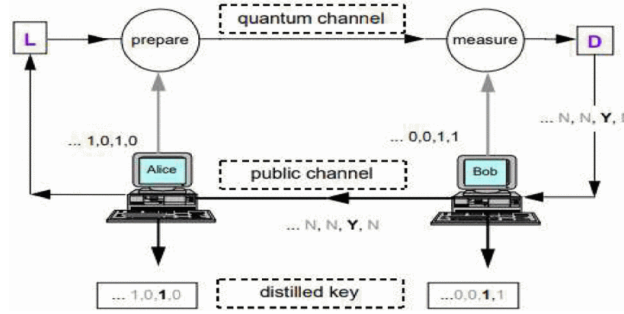 quantum channel
L prepare measure D
... N, N, Y, N
... 1,0,1,0 ... 0,0,1,1
Alice public channel Bob
... N, N, Y, N
... 1,0,1,0 distilled key ...0,0,1,1